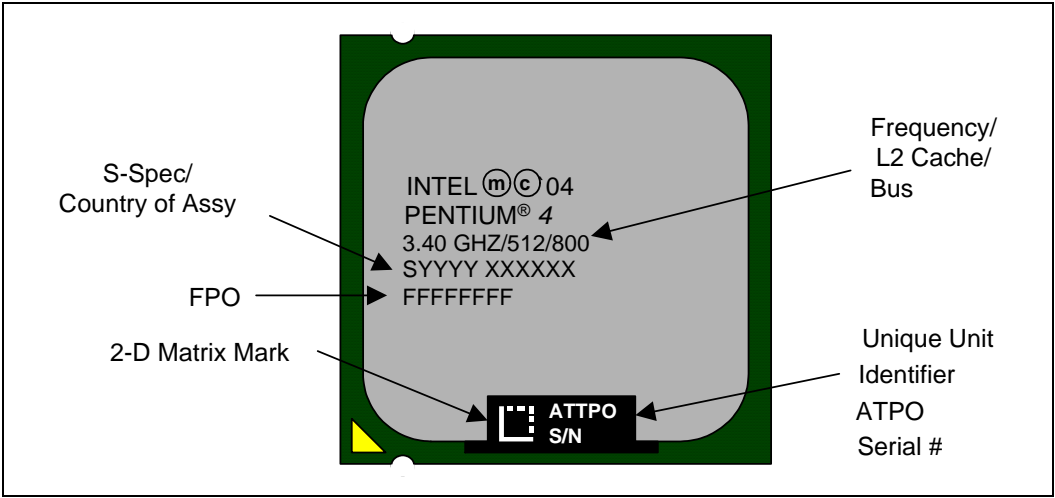 S-Spec/
Country of Assy
FPO
2-D Matrix Mark
INTEL ⓜⓒ'04
PENTIUM® 4
3.40 GHZ/512/800
SYYYY XXXXXX
FFFFFFFF
ATTPO
S/N
Frequency/
L2 Cache/
Bus
Unique Unit
Identifier
ATPO
Serial #